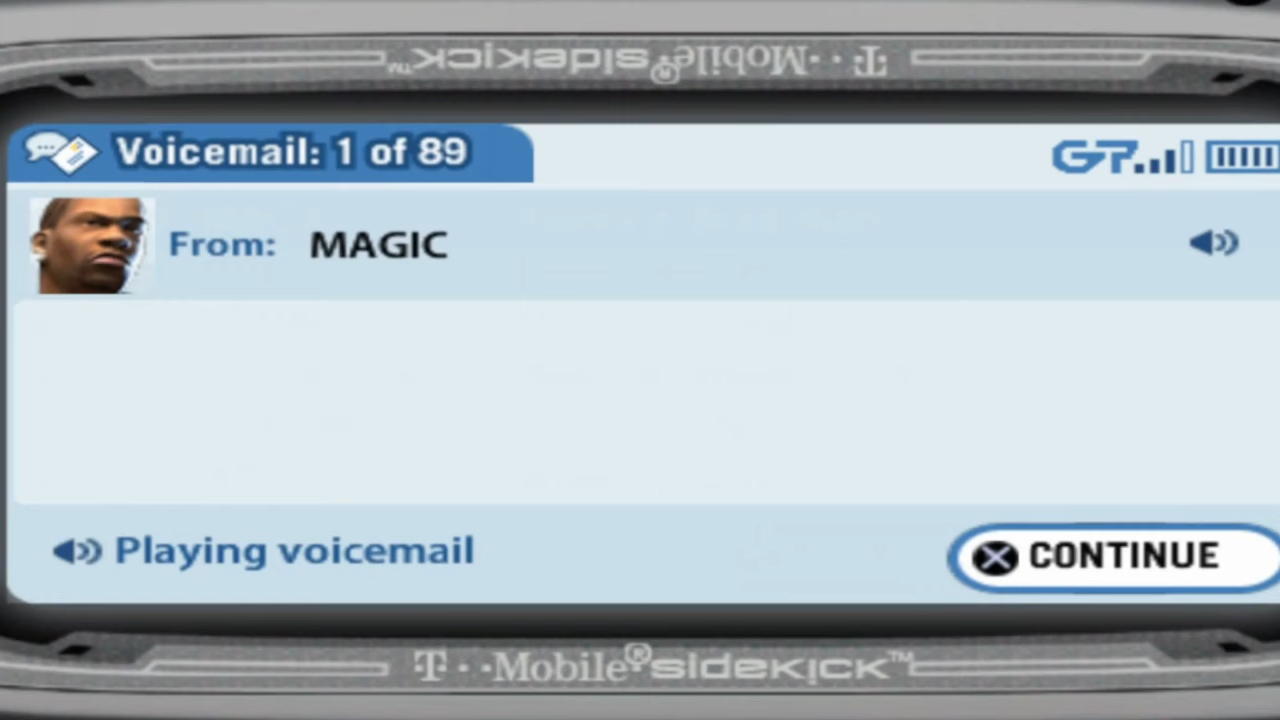 T··Mobile® sidekick™
Voicemail: 1 of 89
From: MAGIC
Playing voicemail
CONTINUE
T··Mobile® sidekick™